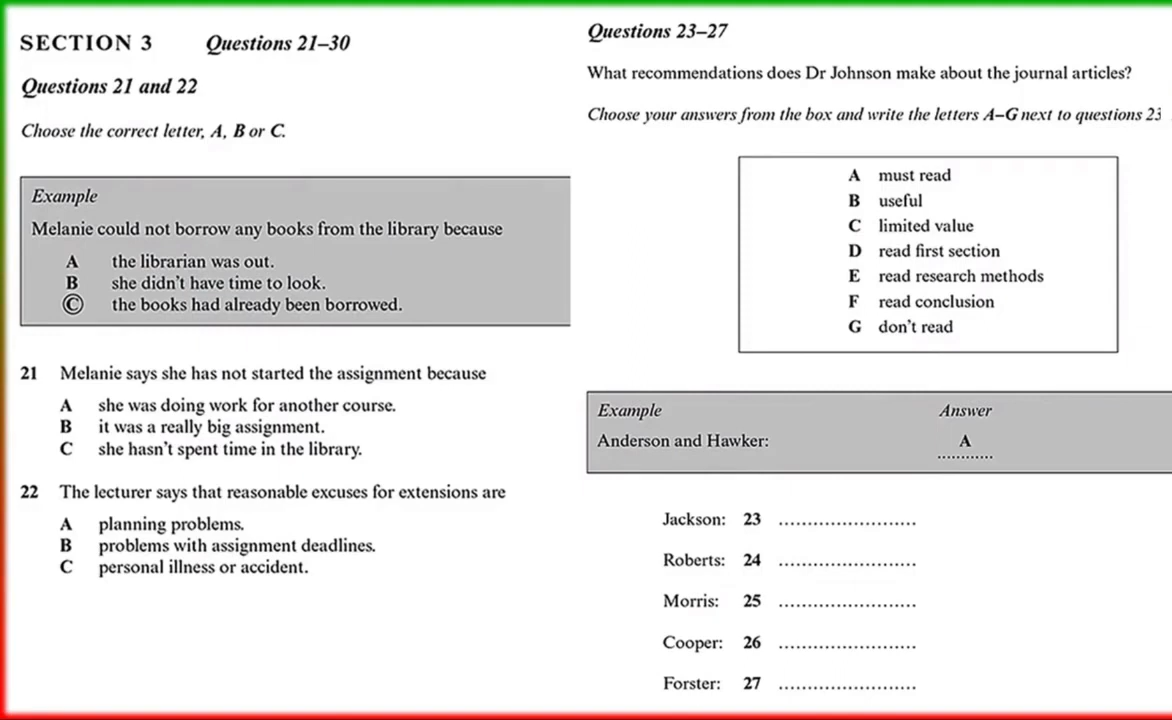 SECTION 3 Questions 21–30
Questions 21 and 22
Choose the correct letter, A, B or C.
Example
Melanie could not borrow any books from the library because
A the librarian was out.
B she didn't have time to look.
C the books had already been borrowed.
21 Melanie says she has not started the assignment because
A she was doing work for another course.
B it was a really big assignment.
C she hasn't spent time in the library.
22 The lecturer says that reasonable excuses for extensions are
A planning problems.
B problems with assignment deadlines.
C personal illness or accident.
Questions 23–27
What recommendations does Dr Johnson make about the journal articles?
Choose your answers from the box and write the letters A–G next to questions 23
A must read
B useful
C limited value
D read first section
E read research methods
F read conclusion
G don't read
Example Answer
Anderson and Hawker: A
............
Jackson: 23 ........................
Roberts: 24 ........................
Morris: 25 ........................
Cooper: 26 ........................
Forster: 27 ........................